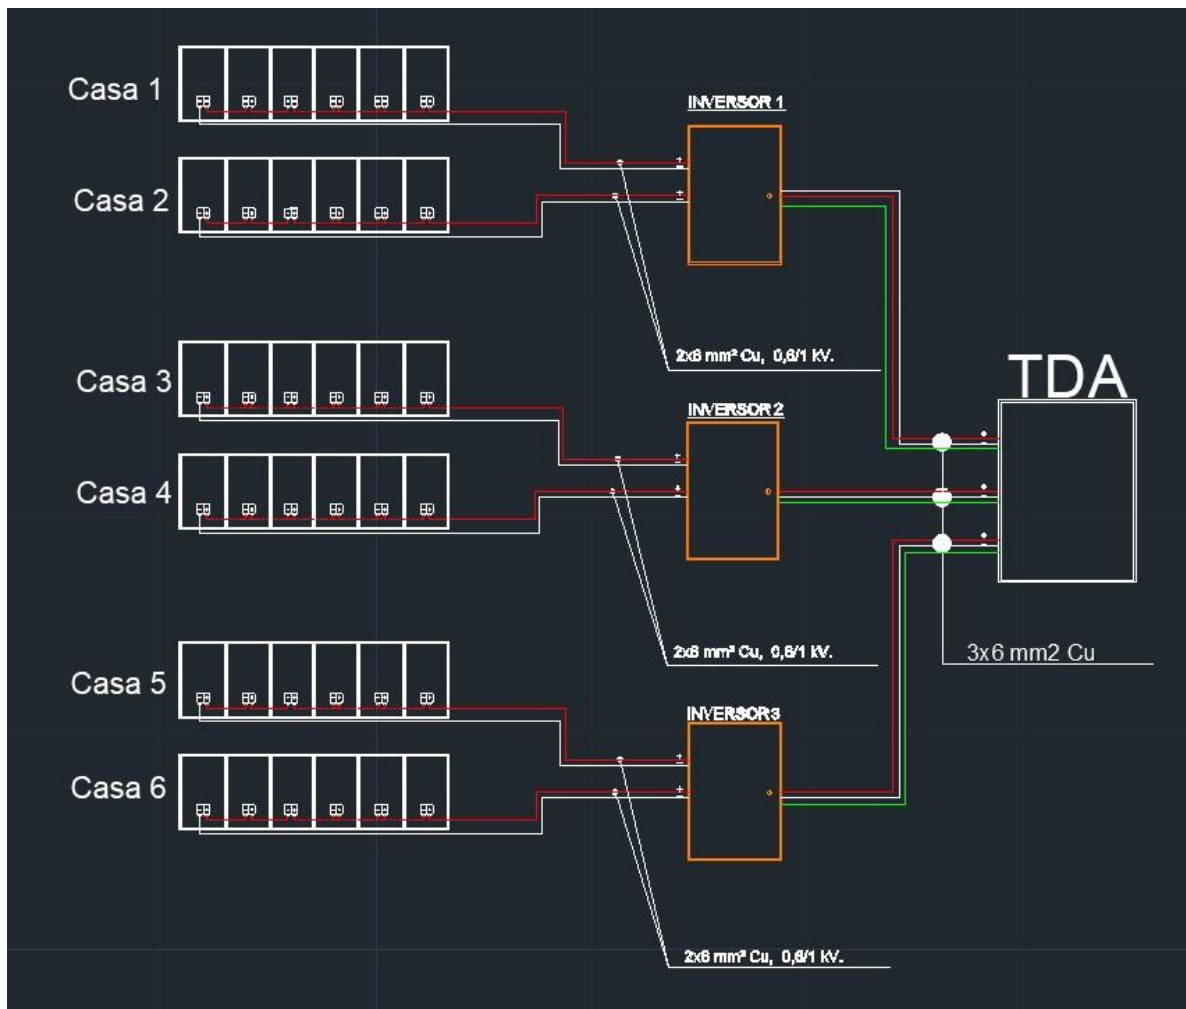 Casa 1
INVERSOR 1
Casa 2
2x6 mm² Cu, 0,6/1 kV.
TDA
Casa 3
INVERSOR 2
Casa 4
2x6 mm² Cu, 0,6/1 kV.
3x6 mm2 Cu
Casa 5
INVERSOR3
Casa 6
2x6 mm² Cu, 0,6/1 kV.